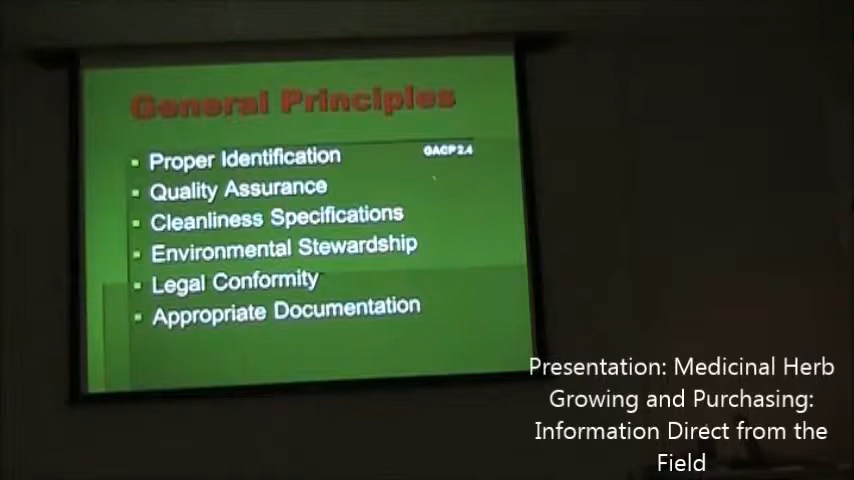 General Principles
Proper Identification
GACP 2.4
Quality Assurance
Cleanliness Specifications
Environmental Stewardship
Legal Conformity
Appropriate Documentation
Presentation: Medicinal Herb
Growing and Purchasing:
Information Direct from the
Field